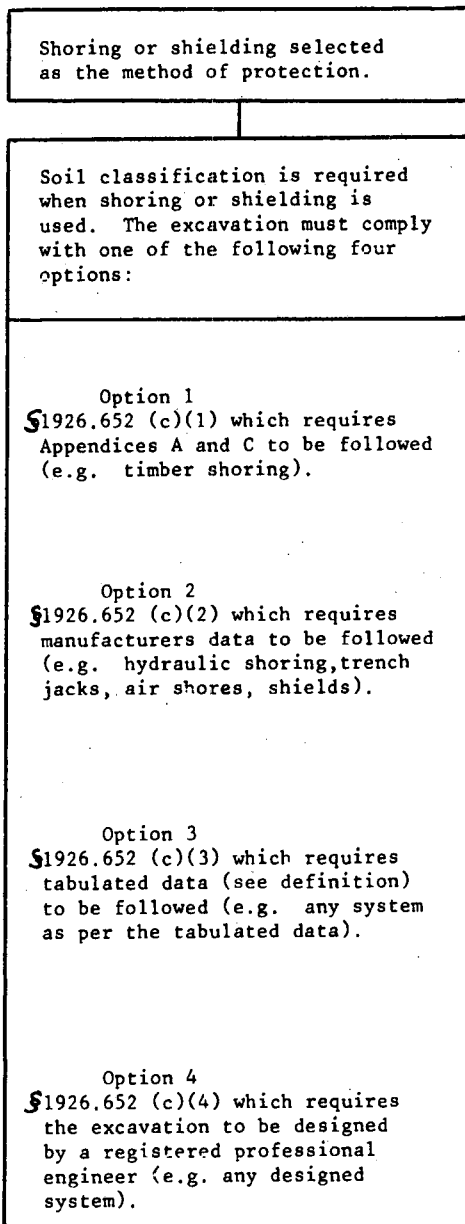 Shoring or shielding selected
as the method of protection.
Soil classification is required
when shoring or shielding is
used. The excavation must comply
with one of the following four
options:
Option 1
§1926.652 (c)(1) which requires
Appendices A and C to be followed
(e.g. timber shoring).
Option 2
§1926.652 (c)(2) which requires
manufacturers data to be followed
(e.g. hydraulic shoring,trench
jacks, air shores, shields).
Option 3
§1926.652 (c)(3) which requires
tabulated data (see definition)
to be followed (e.g. any system
as per the tabulated data).
Option 4
§1926.652 (c)(4) which requires
the excavation to be designed
by a registered professional
engineer (e.g. any designed
system).